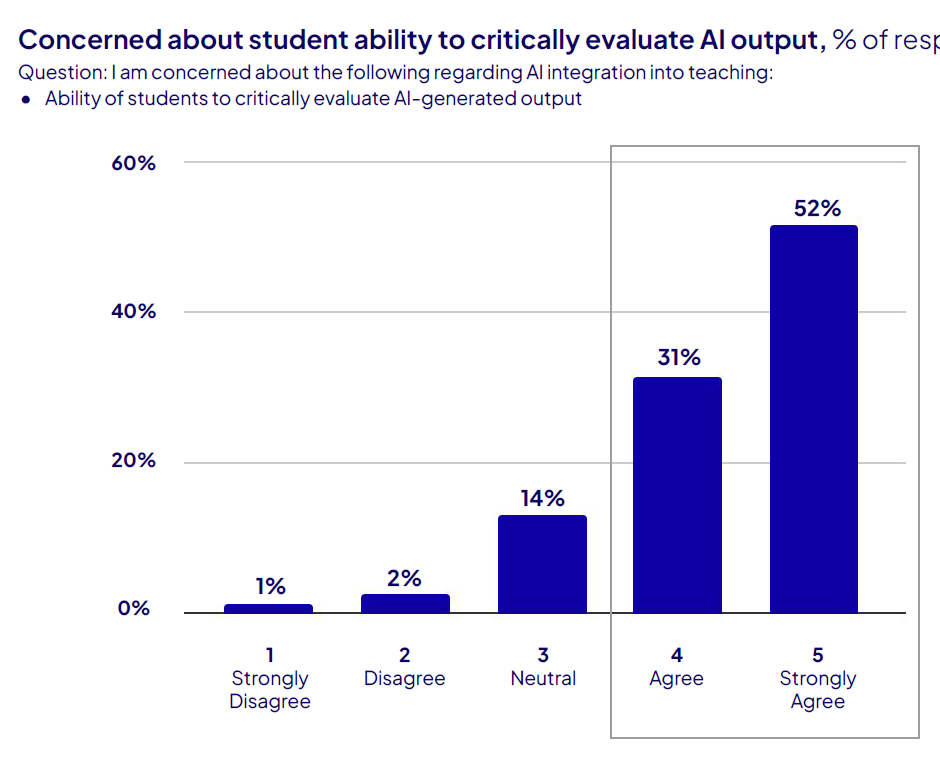 Concerned about student ability to critically evaluate AI output, % of resp
Question: I am concerned about the following regarding AI integration into teaching:
• Ability of students to critically evaluate AI-generated output
60%
40%
20%
0%
1%
2%
14%
31%
52%
1
Strongly
Disagree
2
Disagree
3
Neutral
4
Agree
5
Strongly
Agree